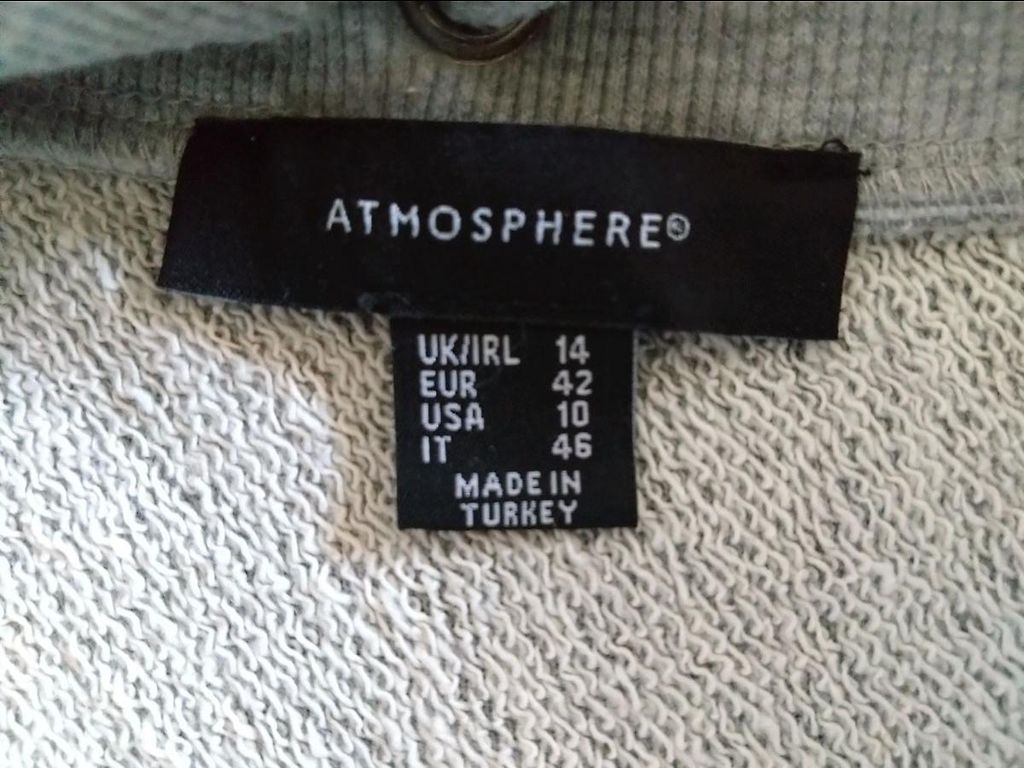 ATMOSPHERE®
UK/IRL 14
EUR 42
USA 10
IT 46
MADE IN
TURKEY